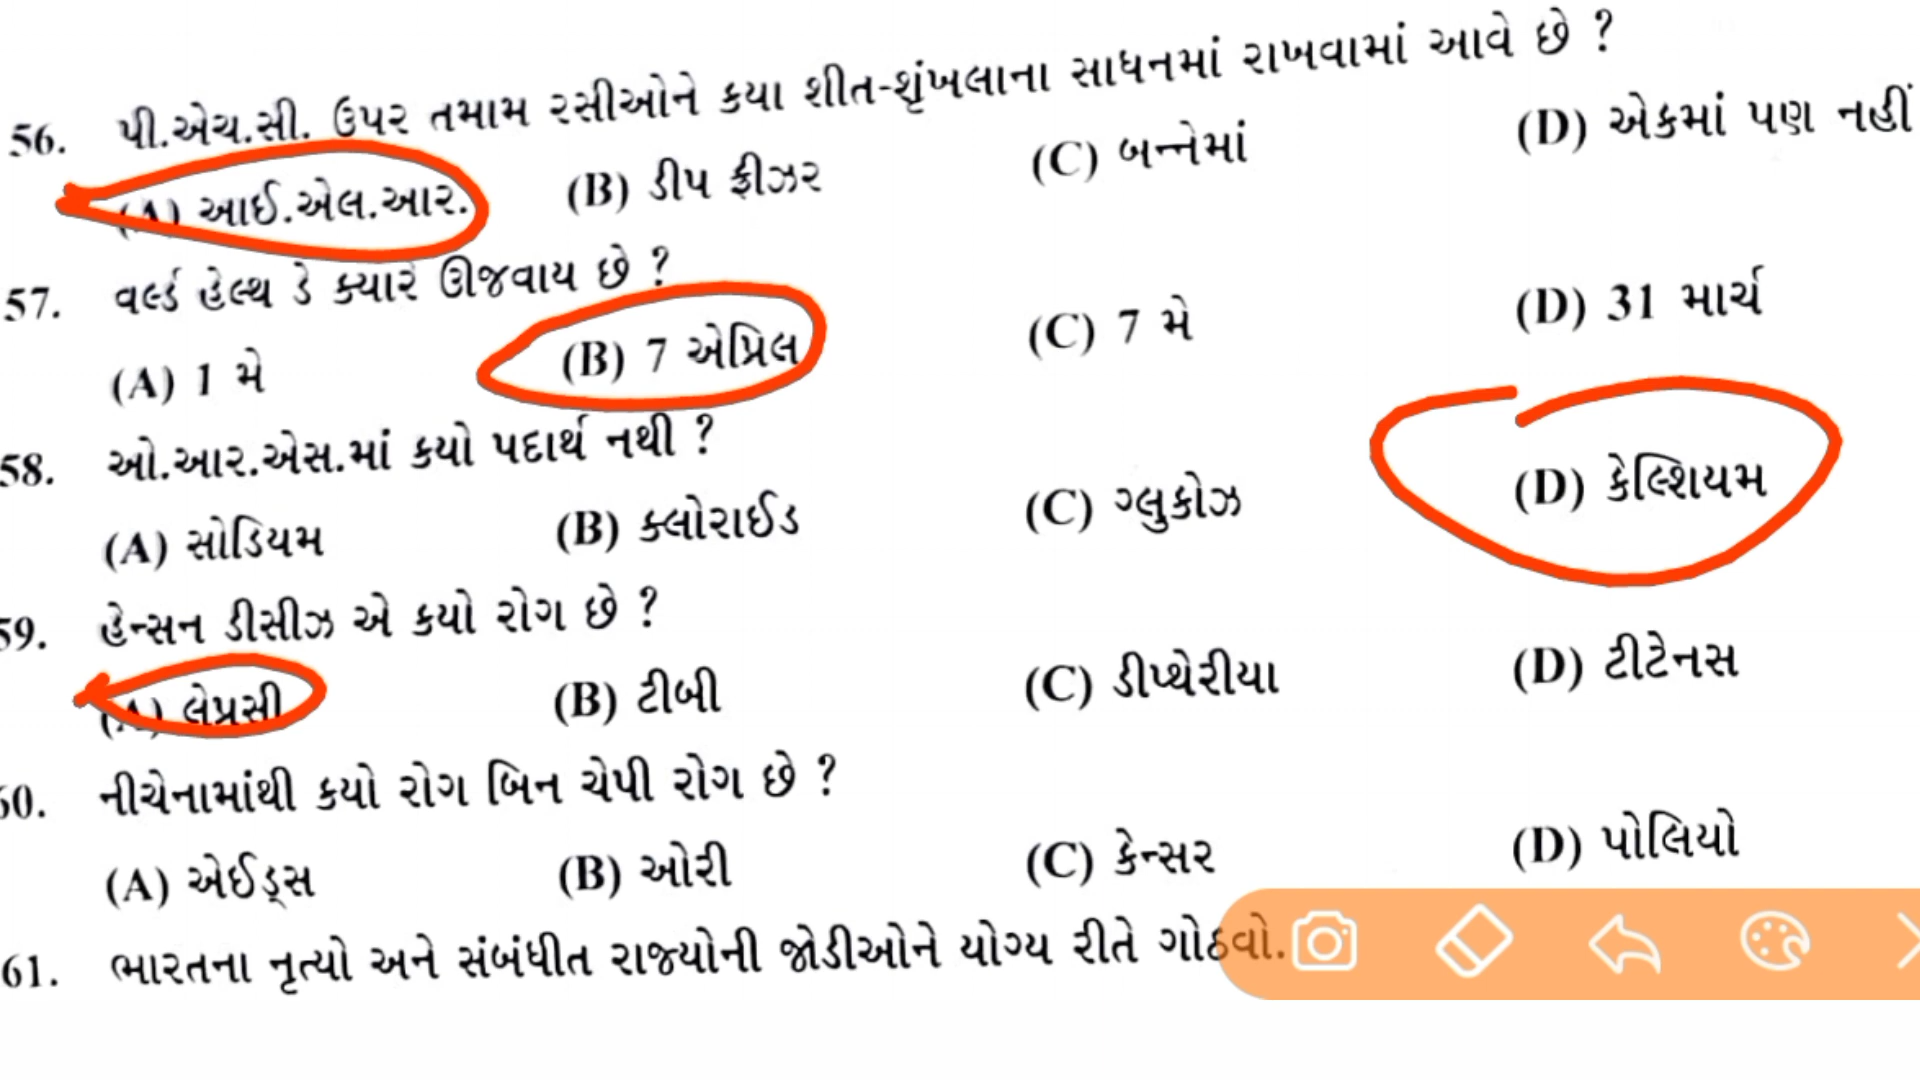 56. પી.એચ.સી. ઉપર તમામ રસીઓને કયા શીત-શૃંખલાના સાધનમાં રાખવામાં આવે છે ?
(A) આઈ.એલ.આર. (B) ડીપ ફ્રીઝર (C) બન્નેમાં (D) એકમાં પણ નહીં
57. વર્લ્ડ હેલ્થ ડે ક્યારે ઊજવાય છે ?
(A) 1 મે (B) 7 એપ્રિલ (C) 7 મે (D) 31 માર્ચ
58. ઓ.આર.એસ.માં કયો પદાર્થ નથી ?
(A) સોડિયમ (B) ક્લોરાઈડ (C) ગ્લુકોઝ (D) કેલ્શિયમ
59. હેન્સન ડીસીઝ એ કયો રોગ છે ?
(A) લેપ્રસી (B) ટીબી (C) ડીપ્થેરીયા (D) ટીટેનસ
60. નીચેનામાંથી કયો રોગ બિન ચેપી રોગ છે ?
(A) એઈડ્સ (B) ઓરી (C) કેન્સર (D) પોલિયો
61. ભારતના નૃત્યો અને સંબંધીત રાજ્યોની જોડીઓને યોગ્ય રીતે ગોઠવો.